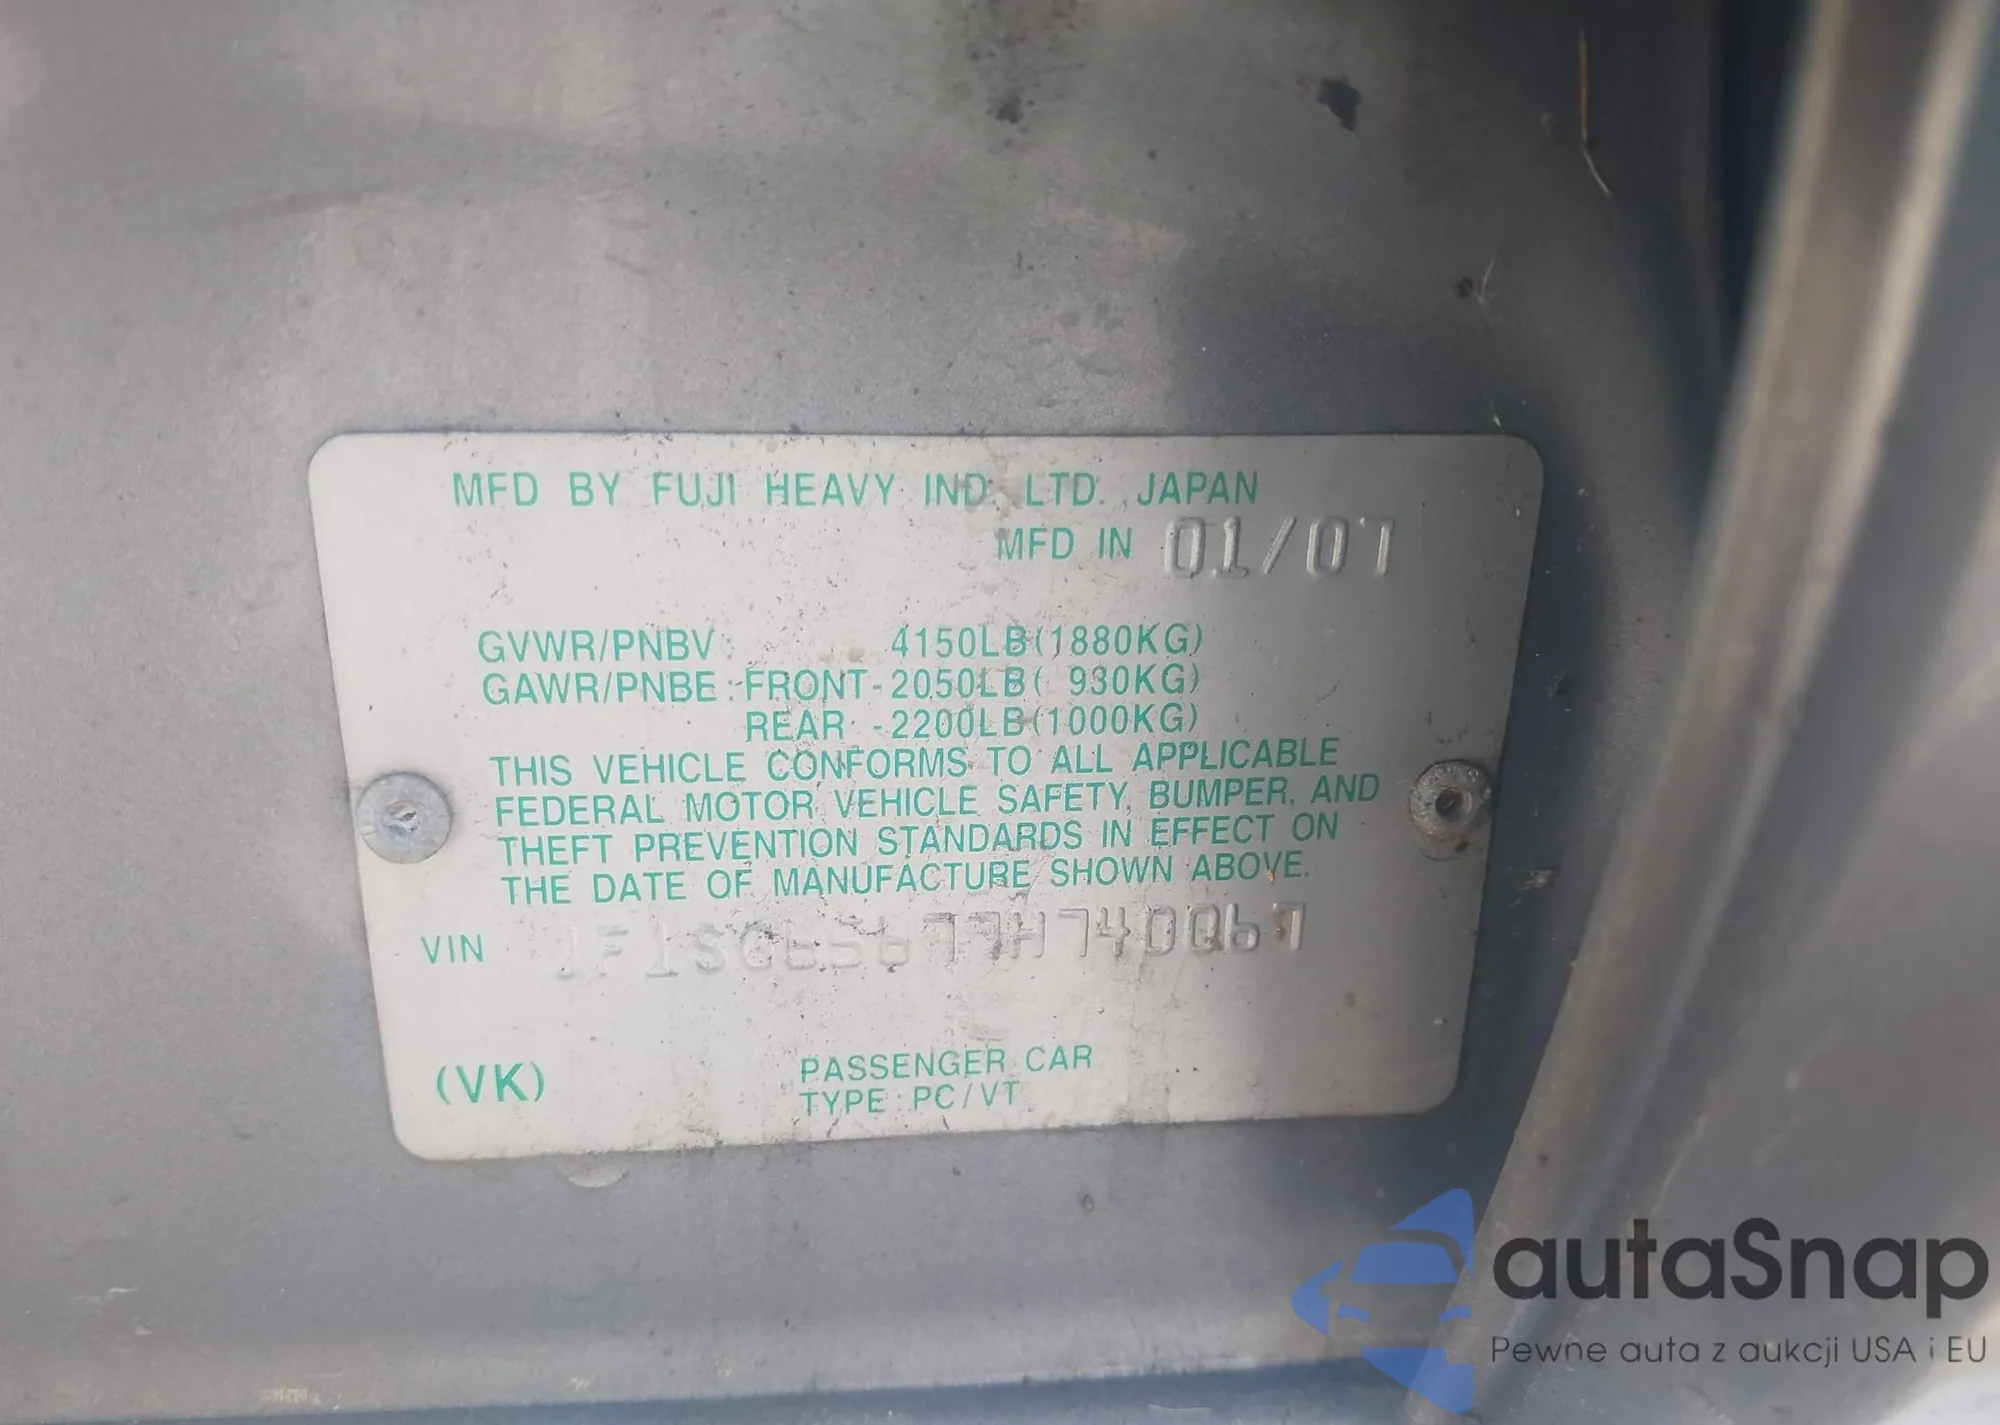 MFD BY FUJI HEAVY IND. LTD. JAPAN
MFD IN 01/07
GVWR/PNBV: 4150LB(1880KG)
GAWR/PNBE:FRONT-2050LB( 930KG)
REAR -2200LB(1000KG)
THIS VEHICLE CONFORMS TO ALL APPLICABLE
FEDERAL MOTOR VEHICLE SAFETY, BUMPER, AND
THEFT PREVENTION STANDARDS IN EFFECT ON
THE DATE OF MANUFACTURE SHOWN ABOVE.
VIN
(VK)
PASSENGER CAR
TYPE : PC/VT
autaSnap
Pewne auta z aukcji USA i EU